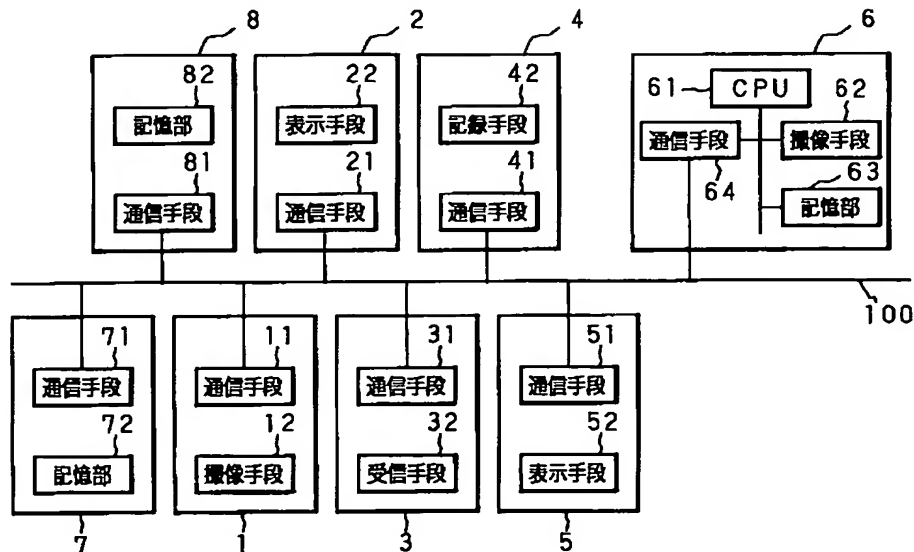 8 2 4 6
82 22 42 61 CPU 62
記憶部 表示手段 記録手段 通信手段 撮像手段
81 21 41 64 63
通信手段 通信手段 通信手段 記憶部
100
71 11 31 51
通信手段 通信手段 通信手段 通信手段
72 12 32 52
記憶部 撮像手段 受信手段 表示手段
7 1 3 5